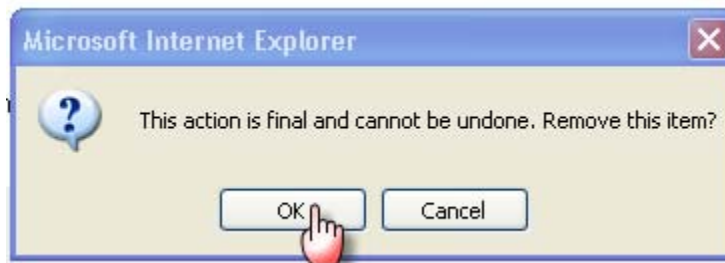 Microsoft Internet Explorer
This action is final and cannot be undone. Remove this item?
OK
Cancel